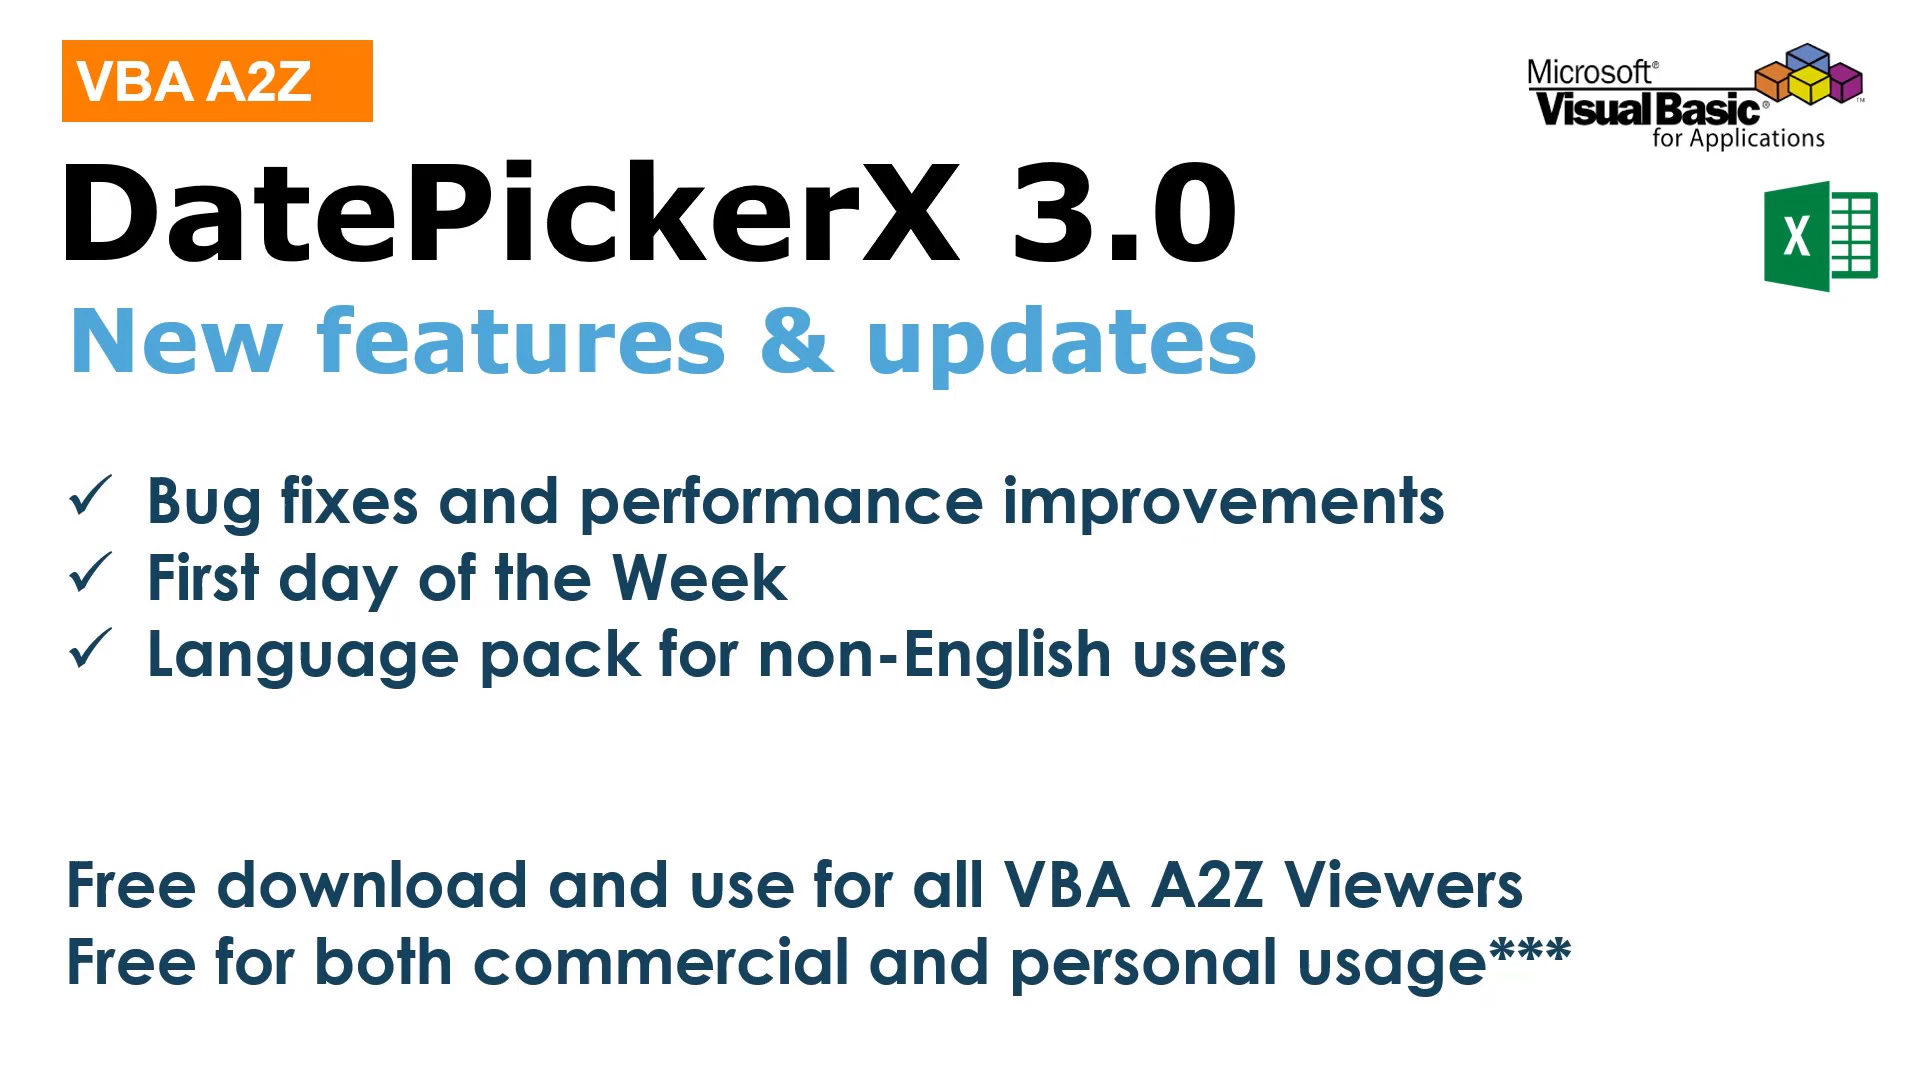 VBA A2Z
Microsoft®
Visual Basic®
for Applications
™
DatePickerX 3.0
X
New features & updates
✓ Bug fixes and performance improvements
✓ First day of the Week
✓ Language pack for non-English users
Free download and use for all VBA A2Z Viewers
Free for both commercial and personal usage***